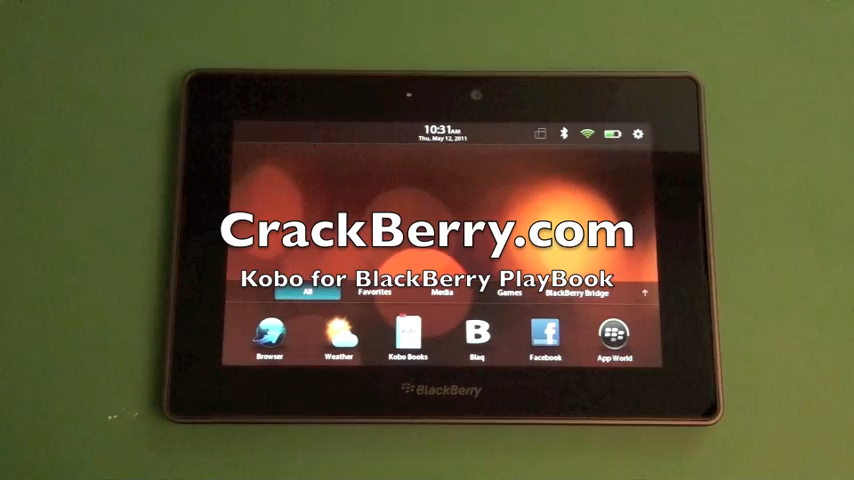 10:31AM
Thu, May 12, 2011
CrackBerry.com
Kobo for BlackBerry PlayBook
All Favorites Media Games BlackBerry Bridge
kobo
Browser Weather Kobo Books Blaq Facebook App World
BlackBerry